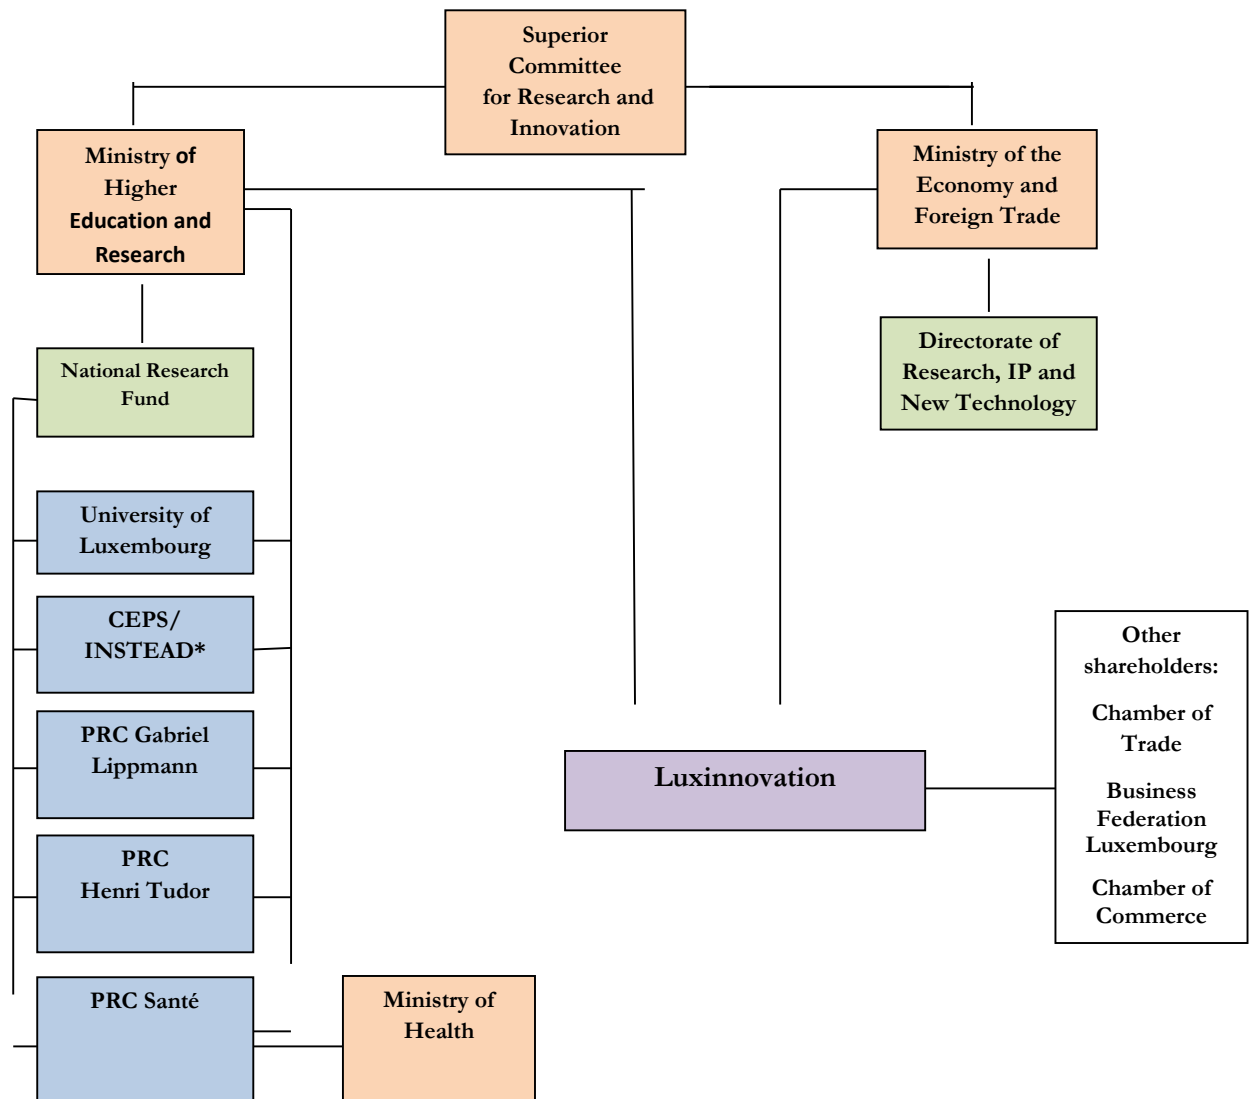 Superior
Committee
for Research and
Innovation
Ministry of
Higher
Education and
Research
Ministry of the
Economy and
Foreign Trade
National Research
Fund
Directorate of
Research, IP and
New Technology
University of
Luxembourg
CEPS/
INSTEAD*
PRC Gabriel
Lippmann
PRC
Henri Tudor
PRC Santé
Ministry of
Health
Luxinnovation
Other
shareholders:
Chamber of
Trade
Business
Federation
Luxembourg
Chamber of
Commerce